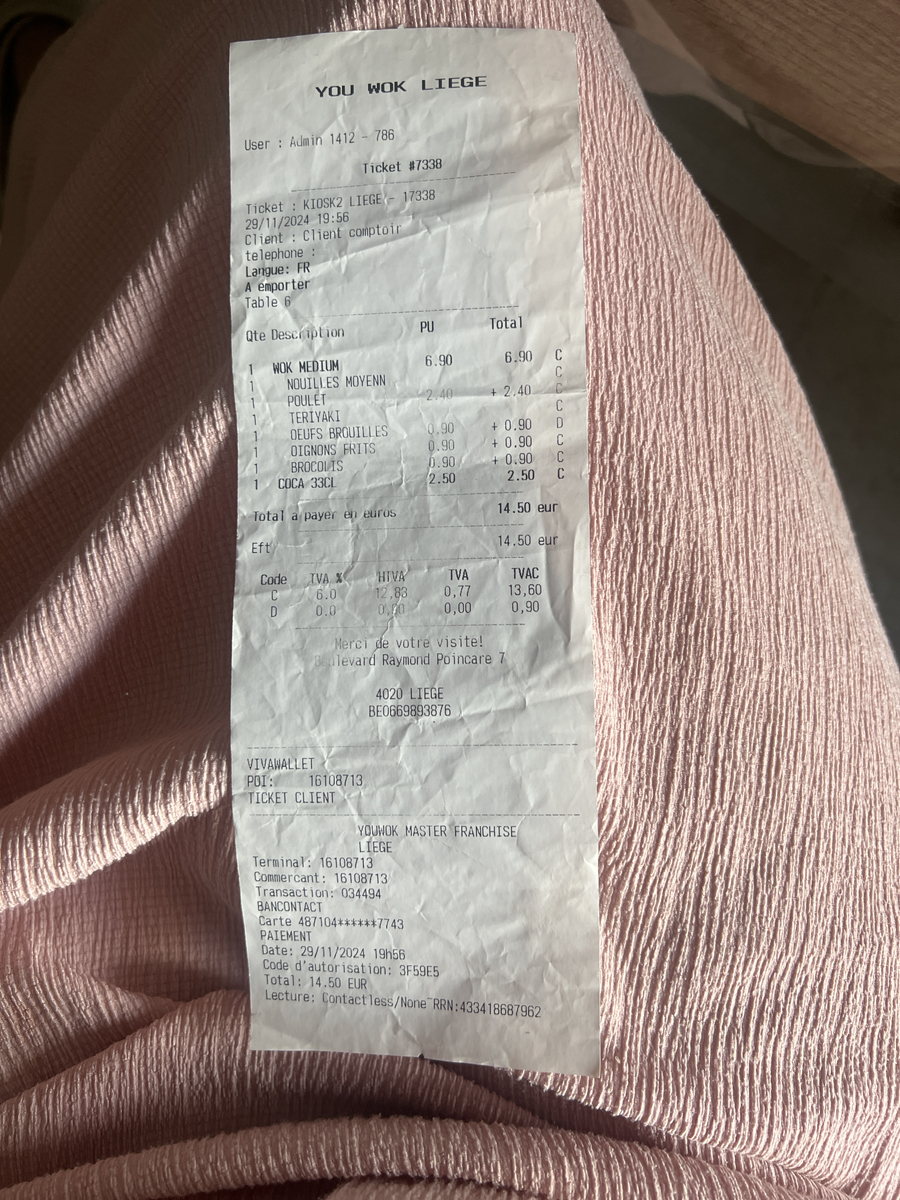 YOU WOK LIEGE
User : Admin 1412 - 786
Ticket #7338
Ticket : KIOSK2 LIEGE - 17338
29/11/2024 19:56
Client : Client comptoir
telephone :
Langue: FR
A emporter
Table 6
Qte Description PU Total
1 WOK MEDIUM 6.90 6.90 C
1 NOUILLES MOYENN C
1 POULET 2.40 + 2.40 C
1 TERIYAKI C
1 OEUFS BROUILLES 0.90 + 0.90 D
1 OIGNONS FRITS 0.90 + 0.90 C
1 BROCOLIS 0.90 + 0.90 C
1 COCA 33CL 2.50 2.50 C
Total a payer en euros 14.50 eur
Eft 14.50 eur
Code TVA % HTVA TVA TVAC
C 6.0 12,83 0,77 13,60
D 0.0 0,00 0,90
Merci de votre visite!
Boulevard Raymond Poincare 7
4020 LIEGE
BE0669893876
VIVAWALLET
POI: 16108713
TICKET CLIENT
YOUWOK MASTER FRANCHISE
LIEGE
Terminal: 16108713
Commercant: 16108713
Transaction: 034494
BANCONTACT
Carte 487104******7743
PAIEMENT
Date: 29/11/2024 19h56
Code d'autorisation: 3F59E5
Total: 14.50 EUR
Lecture: Contactless/None~RRN:433418687962